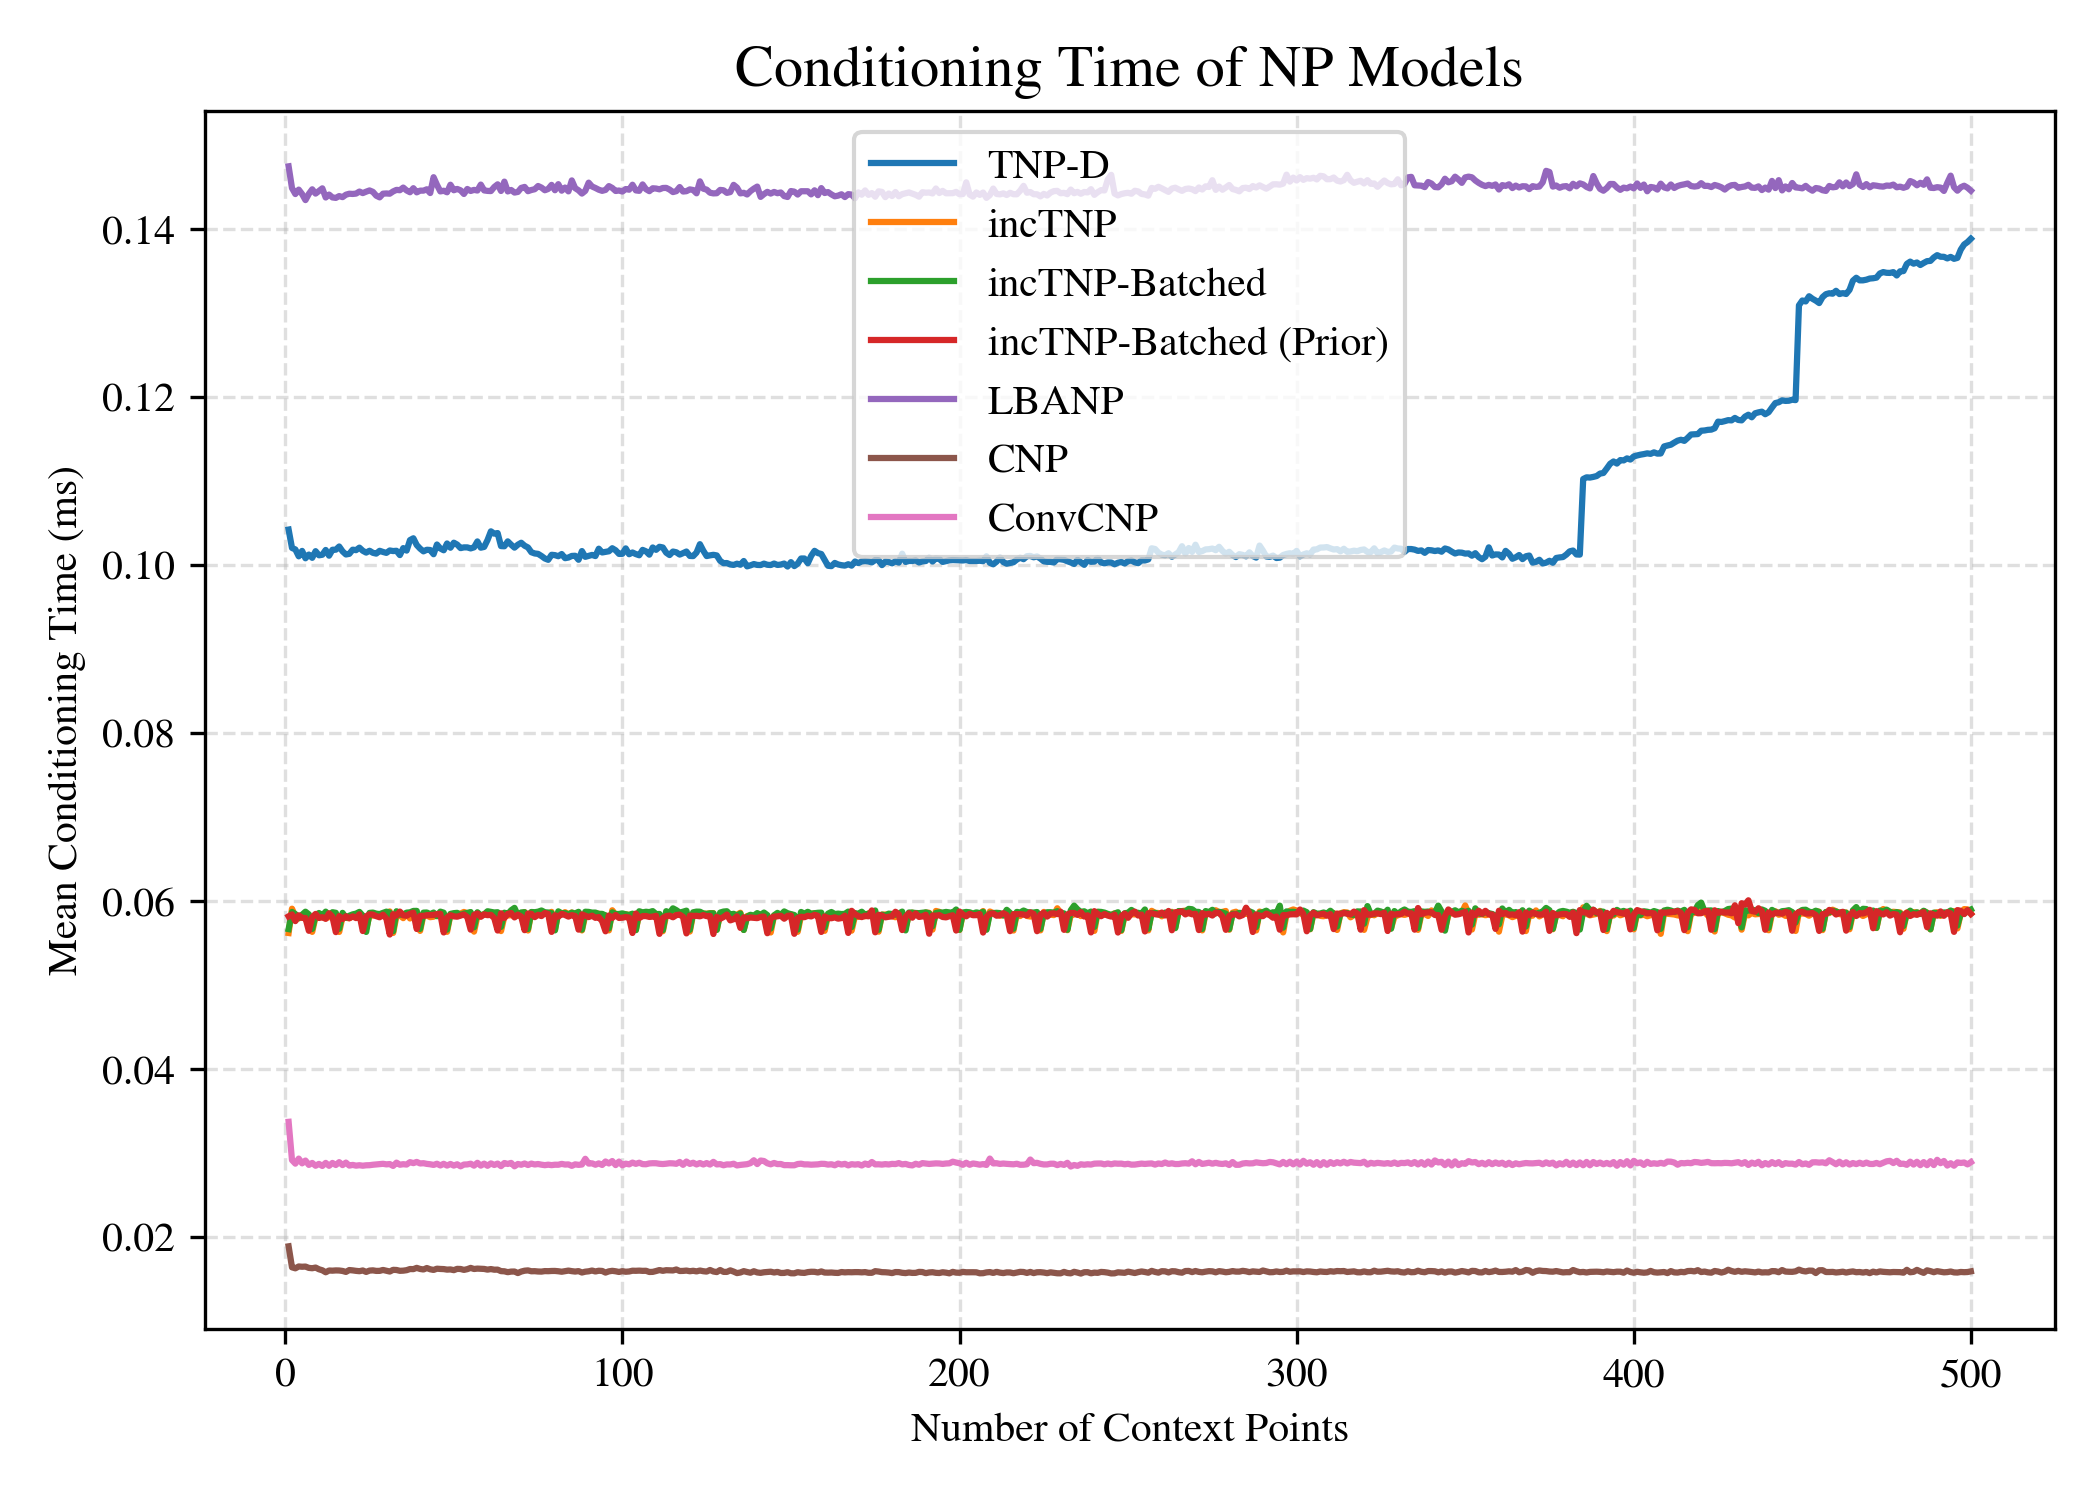 Conditioning Time of NP Models
TNP-D
incTNP
incTNP-Batched
incTNP-Batched (Prior)
LBANP
CNP
ConvCNP
Mean Conditioning Time (ms)
0.14
0.12
0.10
0.08
0.06
0.04
0.02
0 100 200 300 400 500
Number of Context Points